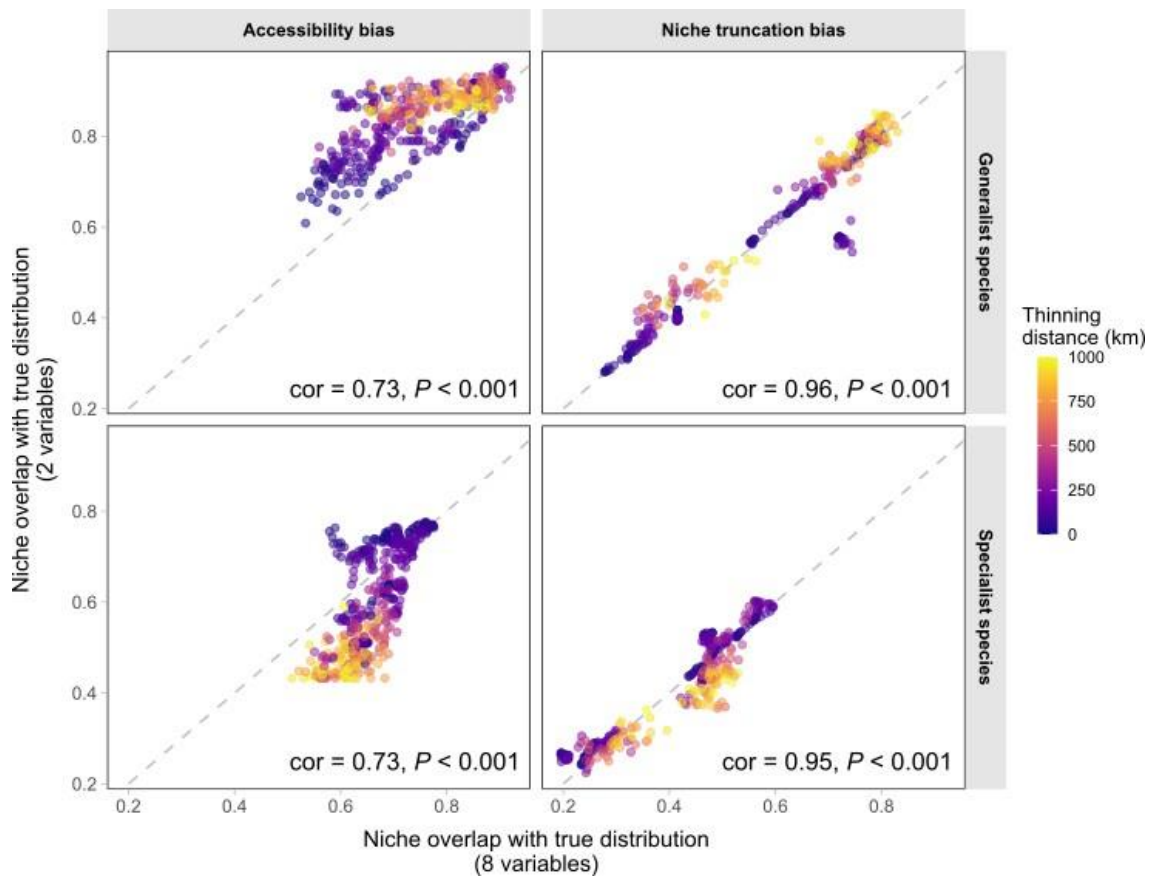 Accessibility bias
Niche truncation bias
Niche overlap with true distribution
(2 variables)
0.8
0.6
0.4
0.2
cor = 0.73, P < 0.001
cor = 0.96, P < 0.001
Generalist species
0.8
0.6
0.4
0.2
cor = 0.73, P < 0.001
cor = 0.95, P < 0.001
Specialist species
0.2 0.4 0.6 0.8
0.2 0.4 0.6 0.8
Niche overlap with true distribution
(8 variables)
Thinning
distance (km)
1000
750
500
250
0